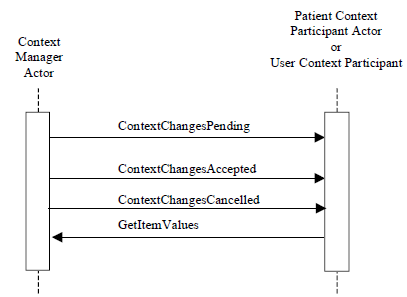 Context
Manager
Actor
Patient Context
Participant Actor
or
User Context Participant
ContextChangesPending
ContextChangesAccepted
ContextChangesCancelled
GetItemValues